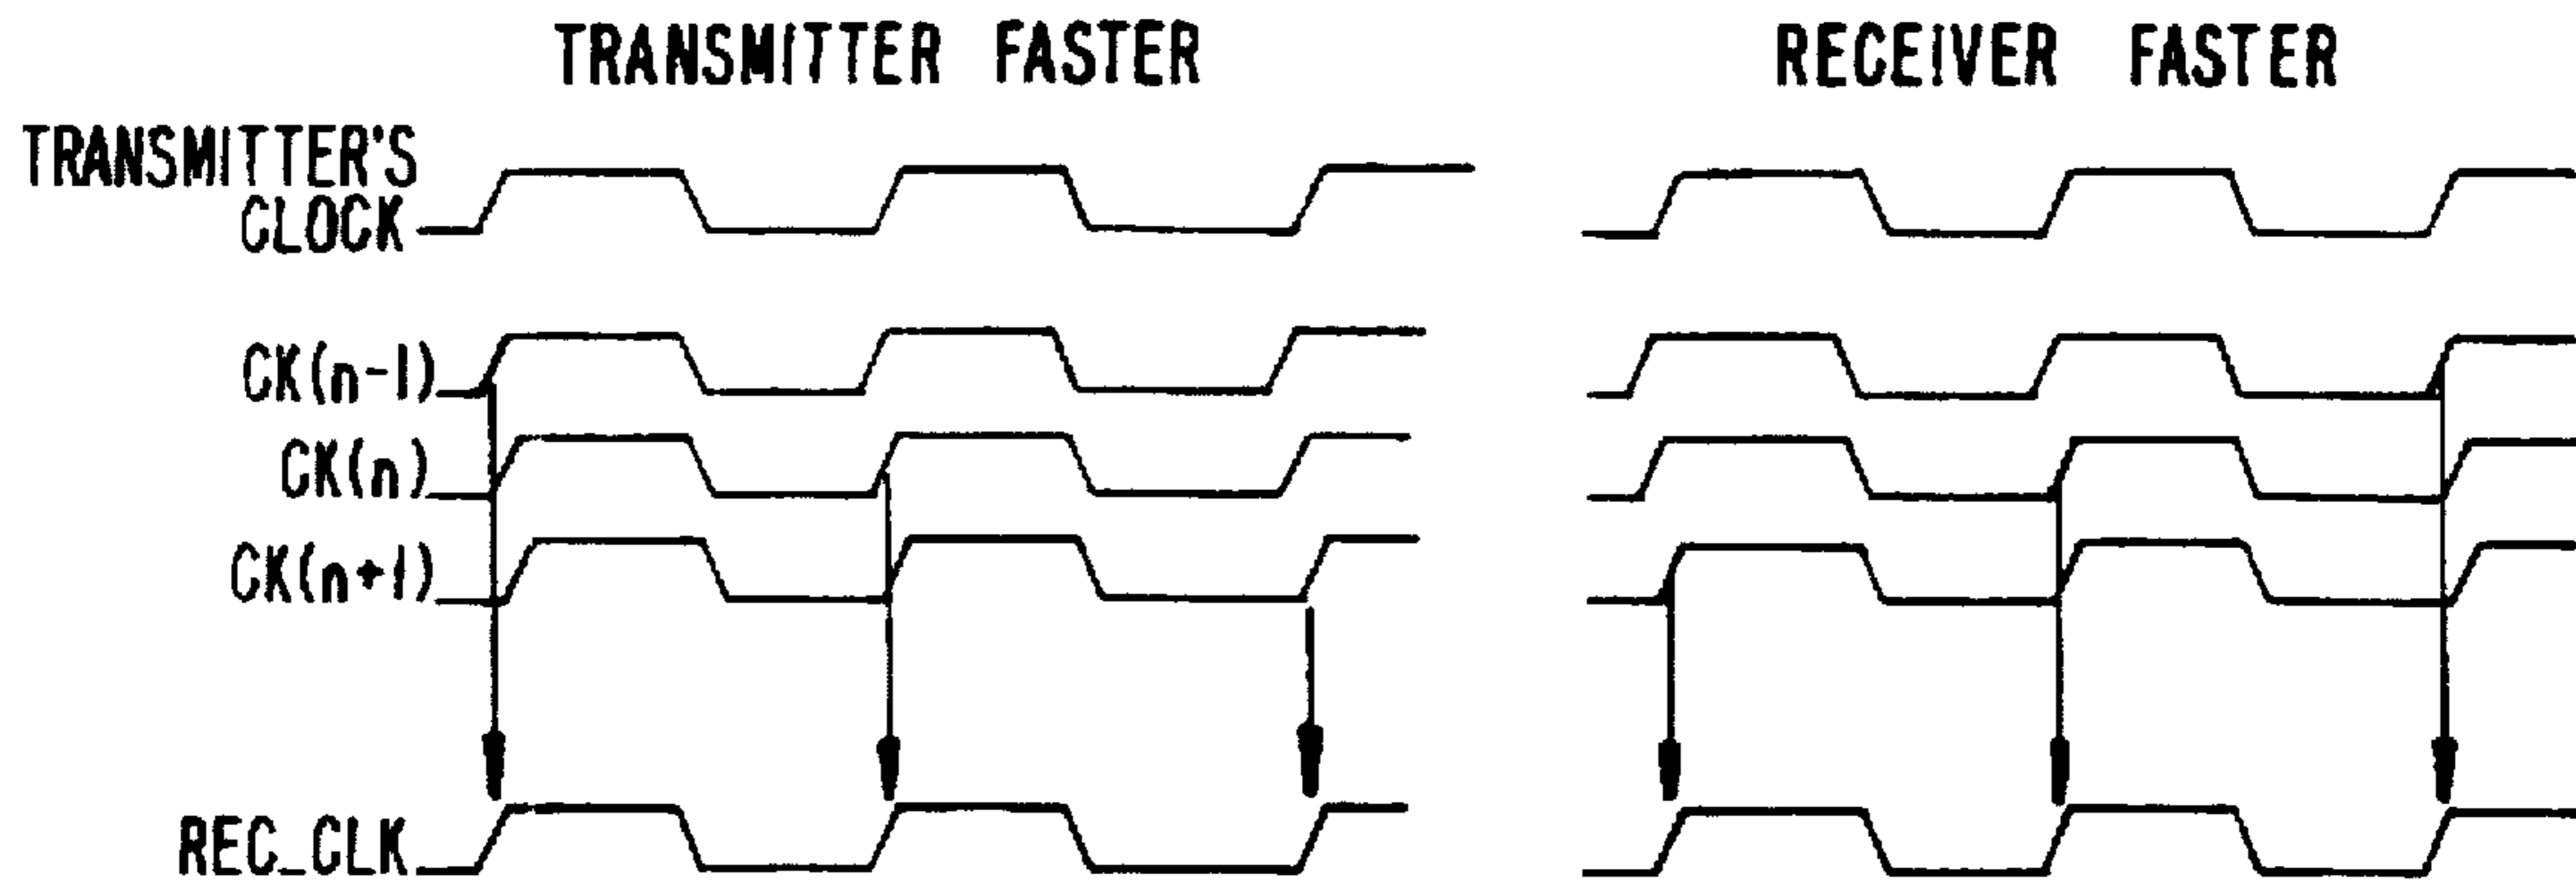 TRANSMITTER FASTER
RECEIVER FASTER
TRANSMITTER'S
CLOCK
CK(n-1)
CK(n)
CK(n+1)
REC_CLK